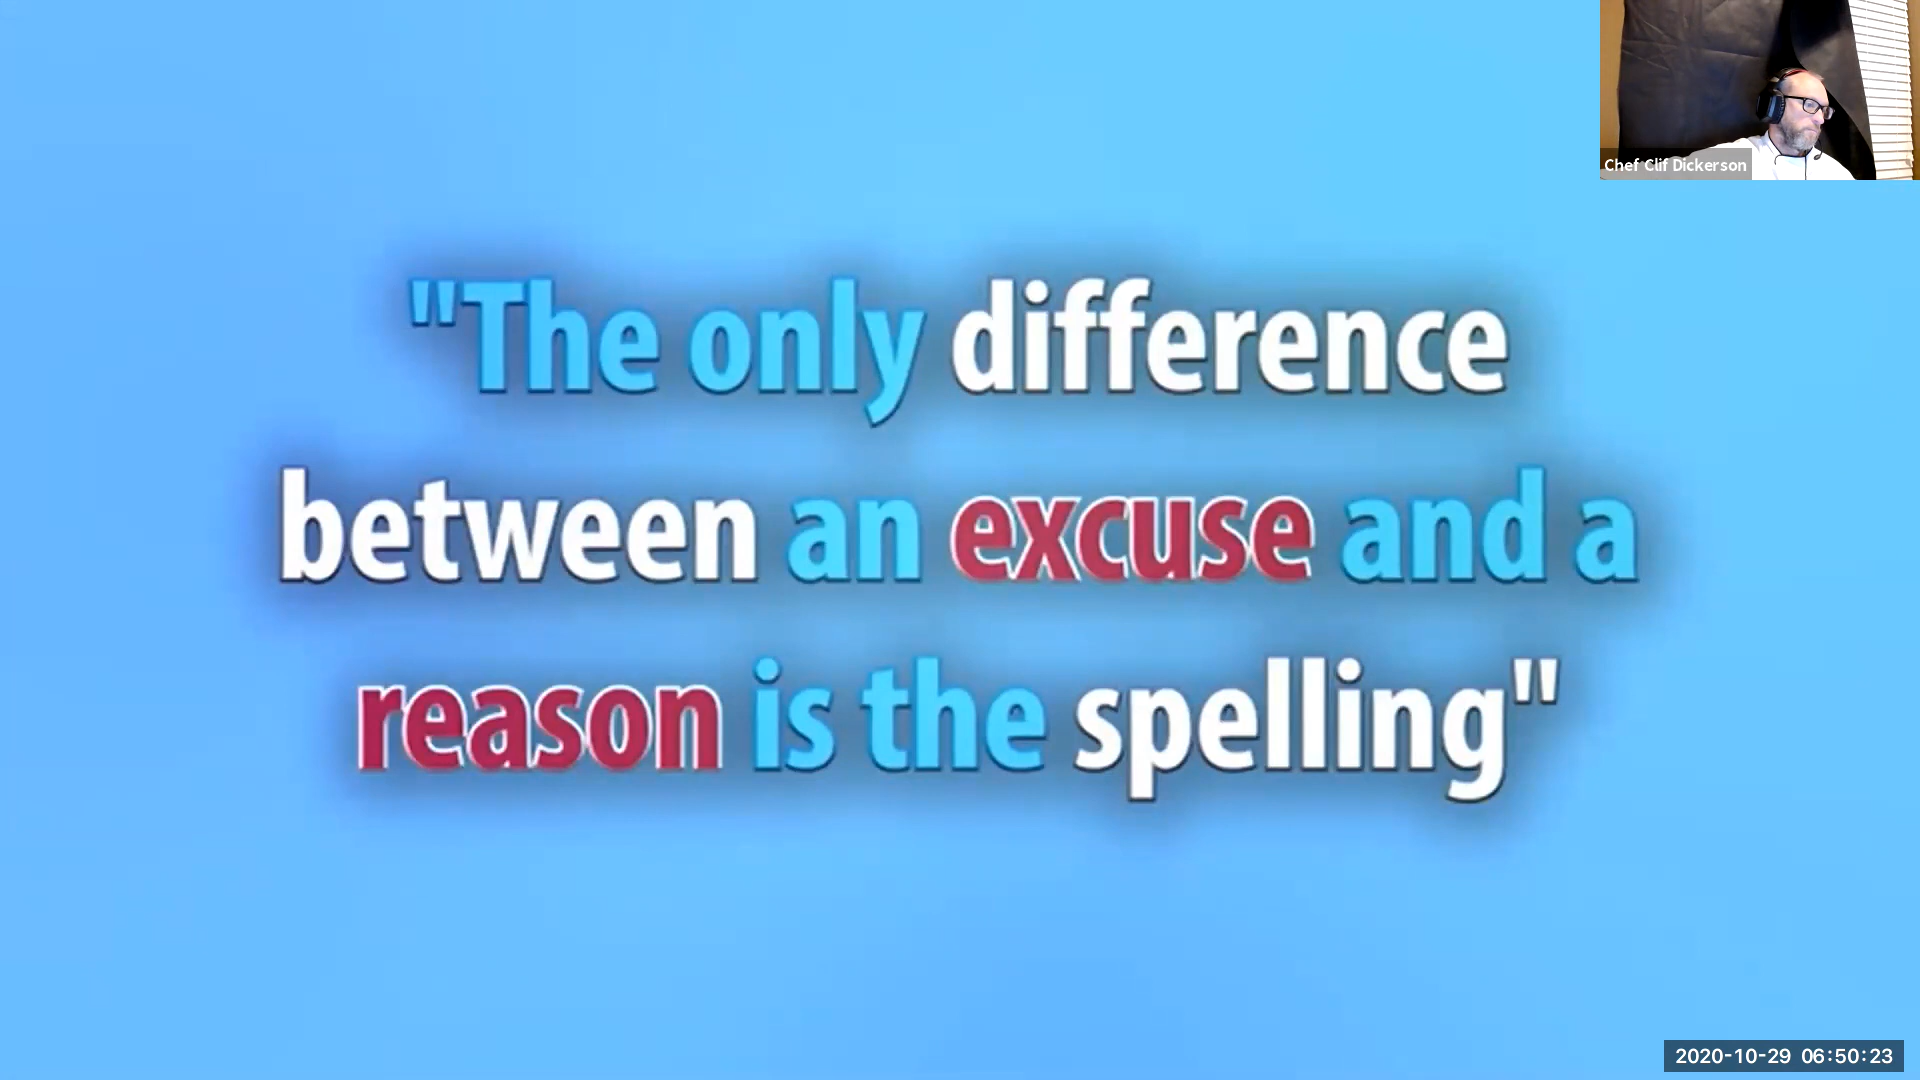 Chef Clif Dickerson
"The only difference
between an excuse and a
reason is the spelling"
2020-10-29 06:50:23